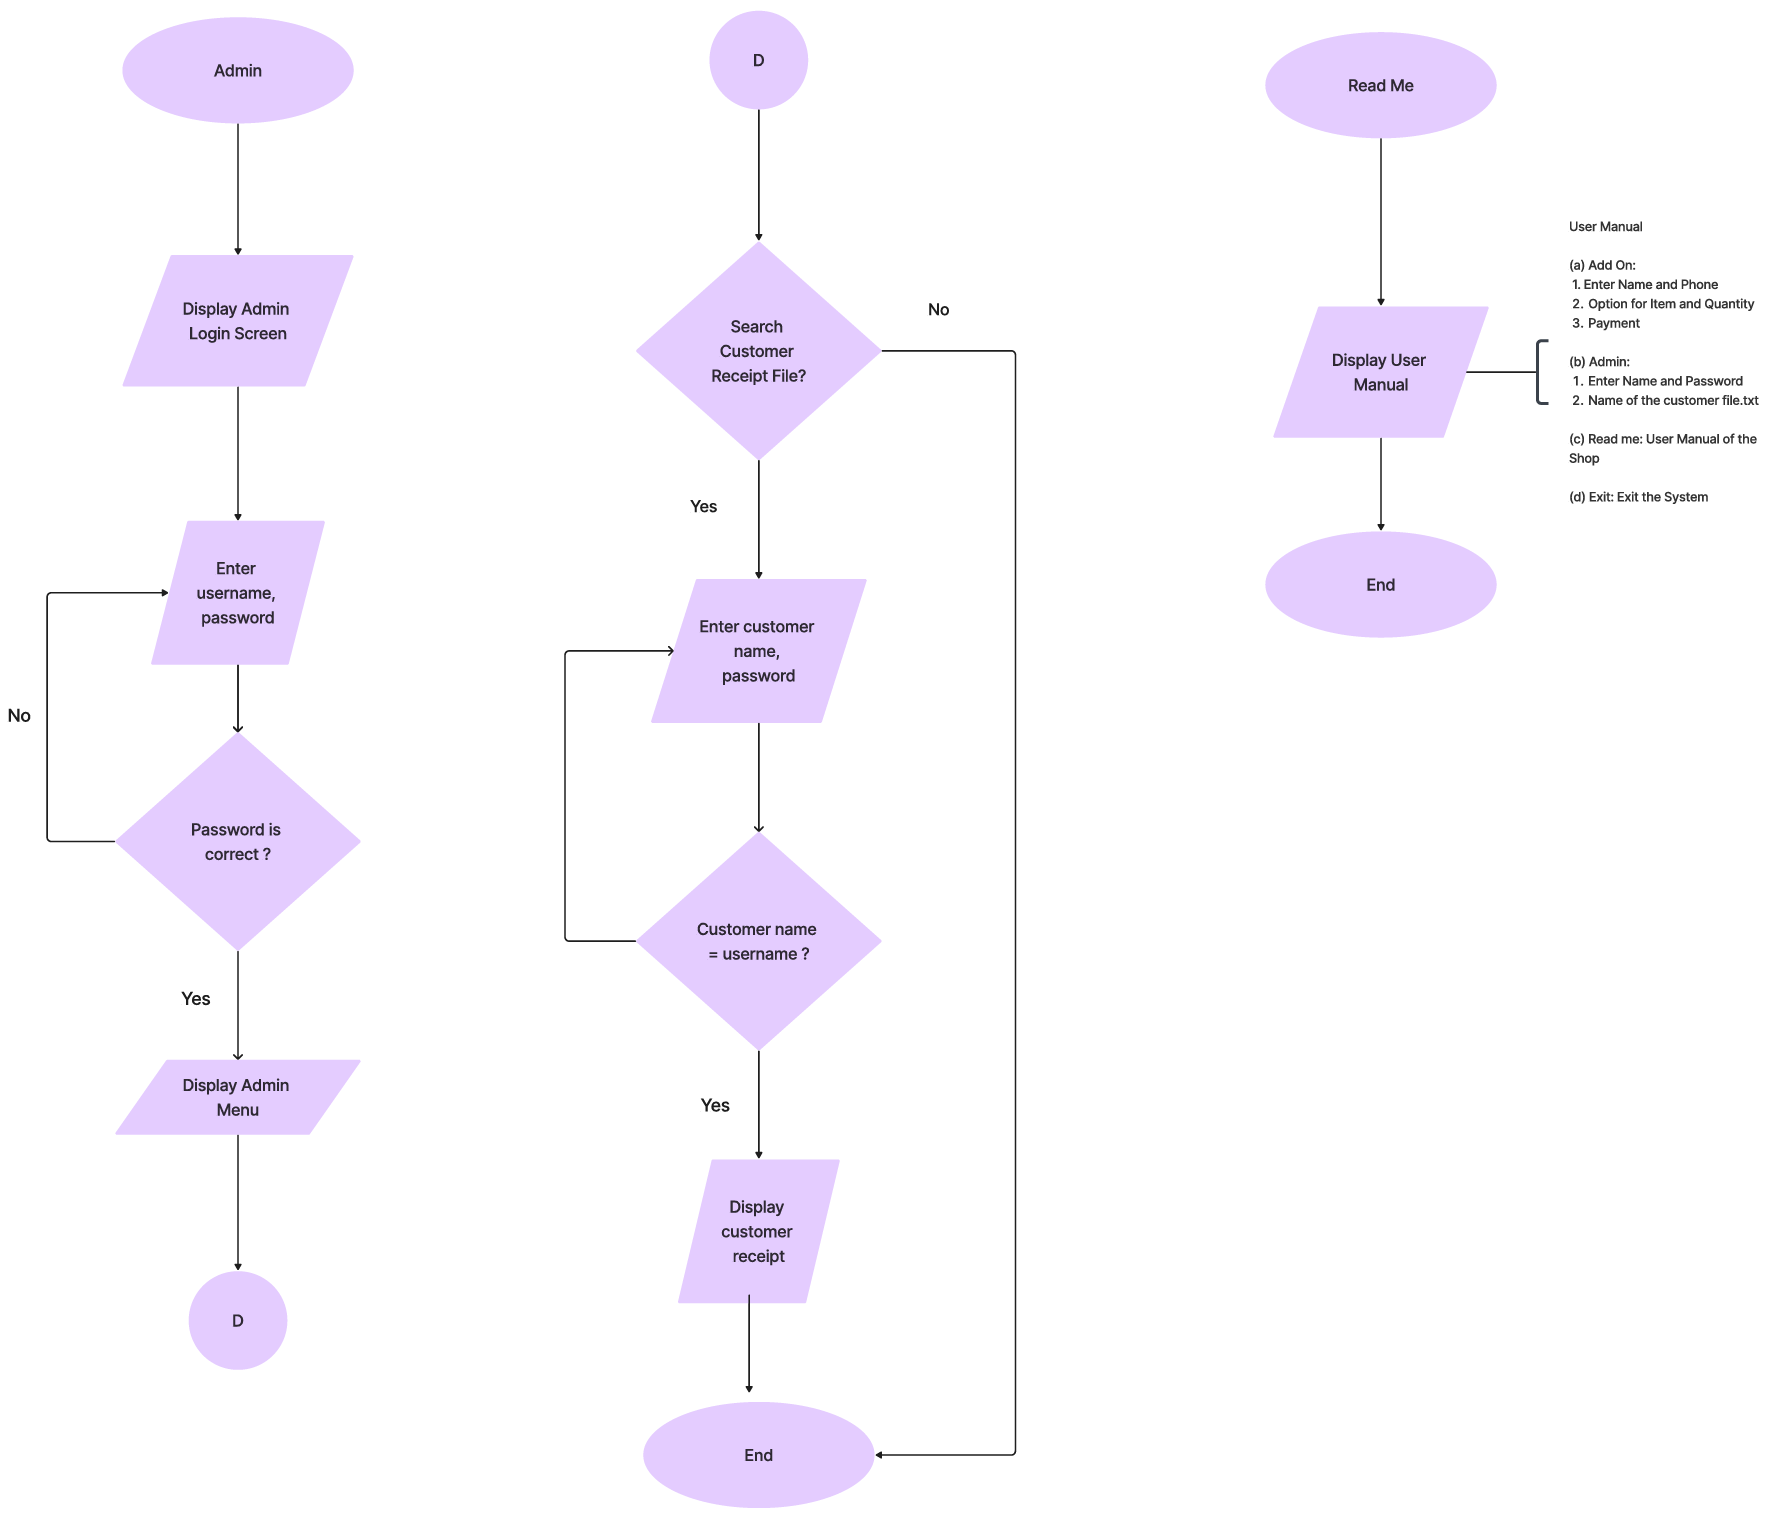 Admin
Display Admin
Login Screen
Enter
username,
password
No
Password is
correct ?
Yes
Display Admin
Menu
D
D
Search
Customer
Receipt File?
No
Yes
Enter customer
name,
password
Customer name
= username ?
Yes
Display
customer
receipt
End
Read Me
Display User
Manual
End
User Manual
(a) Add On:
1. Enter Name and Phone
2. Option for Item and Quantity
3. Payment
(b) Admin:
1. Enter Name and Password
2. Name of the customer file.txt
(c) Read me: User Manual of the
Shop
(d) Exit: Exit the System